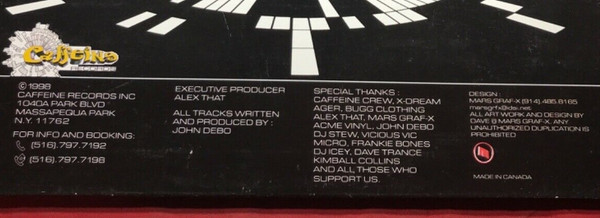 Caffeine
RECORDS
©1998
CAFFEINE RECORDS INC
1040A PARK BLVD
MASSAPEQUA PARK
N.Y. 11762
FOR INFO AND BOOKING:
(516).797.7192
(516).797.7198
EXECUTIVE PRODUCER
ALEX THAT
ALL TRACKS WRITTEN
AND PRODUCED BY :
JOHN DEBO
SPECIAL THANKS :
CAFFEINE CREW, X-DREAM
AGER, BUGG CLOTHING
ALEX THAT, MARS GRAF-X
ACME VINYL, JOHN DEBO
DJ STEW, VICIOUS VIC
MICRO, FRANKIE BONES
DJ ICEY, DAVE TRANCE
KIMBALL COLLINS
AND ALL THOSE WHO
SUPPORT US.
DESIGN :
MARS GRAF-X (914).486.8165
marsgrf@idsi.net
ALL ART WORK AND DESIGN BY
DAVE @ MARS GRAF-X. ANY
UNAUTHORIZED DUPLICATION IS
PROHIBITED
MADE IN CANADA